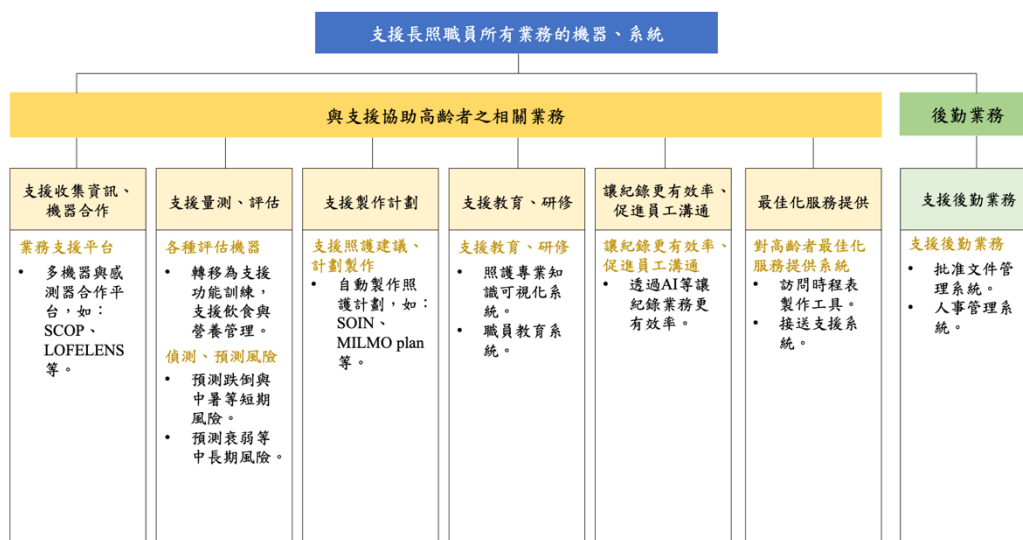 支援長照職員所有業務的機器、系統
與支援協助高齡者之相關業務
後勤業務
支援收集資訊、
機器合作
業務支援平台
• 多機器與感
測器合作平
台，如：
SCOP、
LOFELENS
等。
支援量測、評估
各種評估機器
• 轉移為支援
功能訓練，
支援飲食與
營養管理。
偵測、預測風險
• 預測跌倒與
中暑等短期
風險。
• 預測衰弱等
中長期風險。
支援製作計劃
支援照護建議、
計劃製作
• 自動製作照
護計劃，如：
SOIN、
MILMO plan
等。
支援教育、研修
支援教育、研修
• 照護專業知
識可視化系
統。
• 職員教育系
統。
讓紀錄更有效率、
促進員工溝通
讓紀錄更有效率、
促進員工溝通
• 透過AI等讓
紀錄業務更
有效率。
最佳化服務提供
對高齡者最佳化
服務提供系統
• 訪問時程表
製作工具。
• 接送支援系
統。
支援後勤業務
支援後勤業務
• 批准文件管
理系統。
• 人事管理系
統。